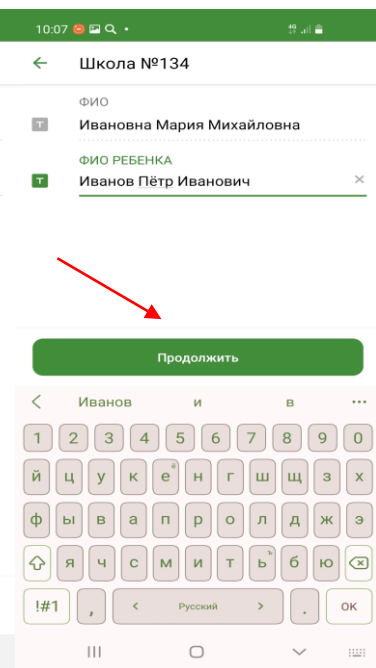 10:07
Школа №134
ФИО
Ивановна Мария Михайловна
ФИО РЕБЕНКА
Иванов Пётр Иванович
Продолжить
Иванов и в
1 2 3 4 5 6 7 8 9 0
й ц у к е ё н г ш щ з х
ф ы в а п р о л д ж э
я ч с м и т ь ъ б ю
!#1 , < Русский > . ОК